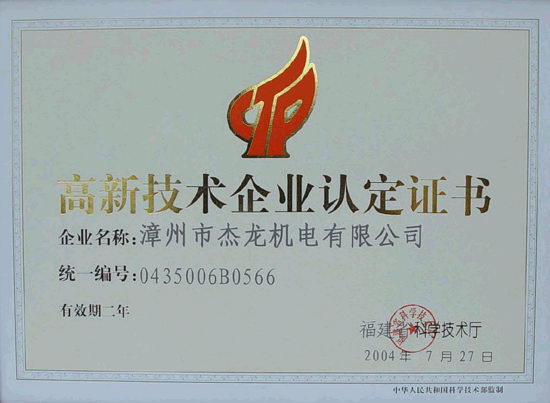 高新技术企业认定证书
企业名称:漳州市杰龙机电有限公司
统一编号:0435006B0566
有效期二年
福建省科学技术厅
2004年 7月27日
中华人民共和国科学技术部监制